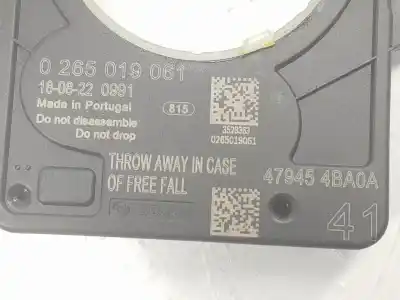 0 265 019 061
16-06-22 0991
Made in Portugal
815
Do not disassemble
Do not drop
3529353
0265019061
THROW AWAY IN CASE
OF FREE FALL
47945 4BA0A
41